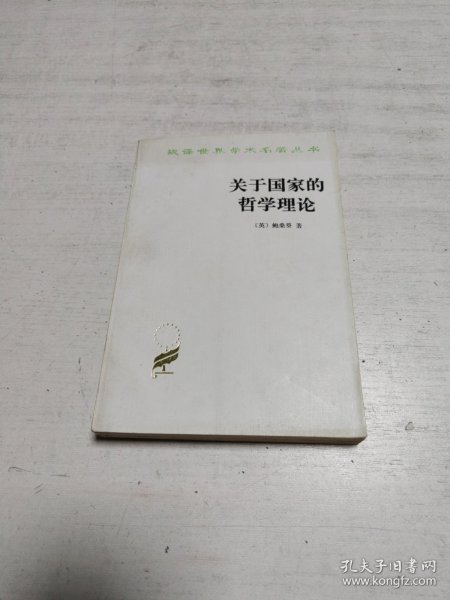 汉译世界学术名著丛书
关于国家的
哲学理论
〔英〕鲍桑葵 著
孔夫子旧书网
www.kongfz.com